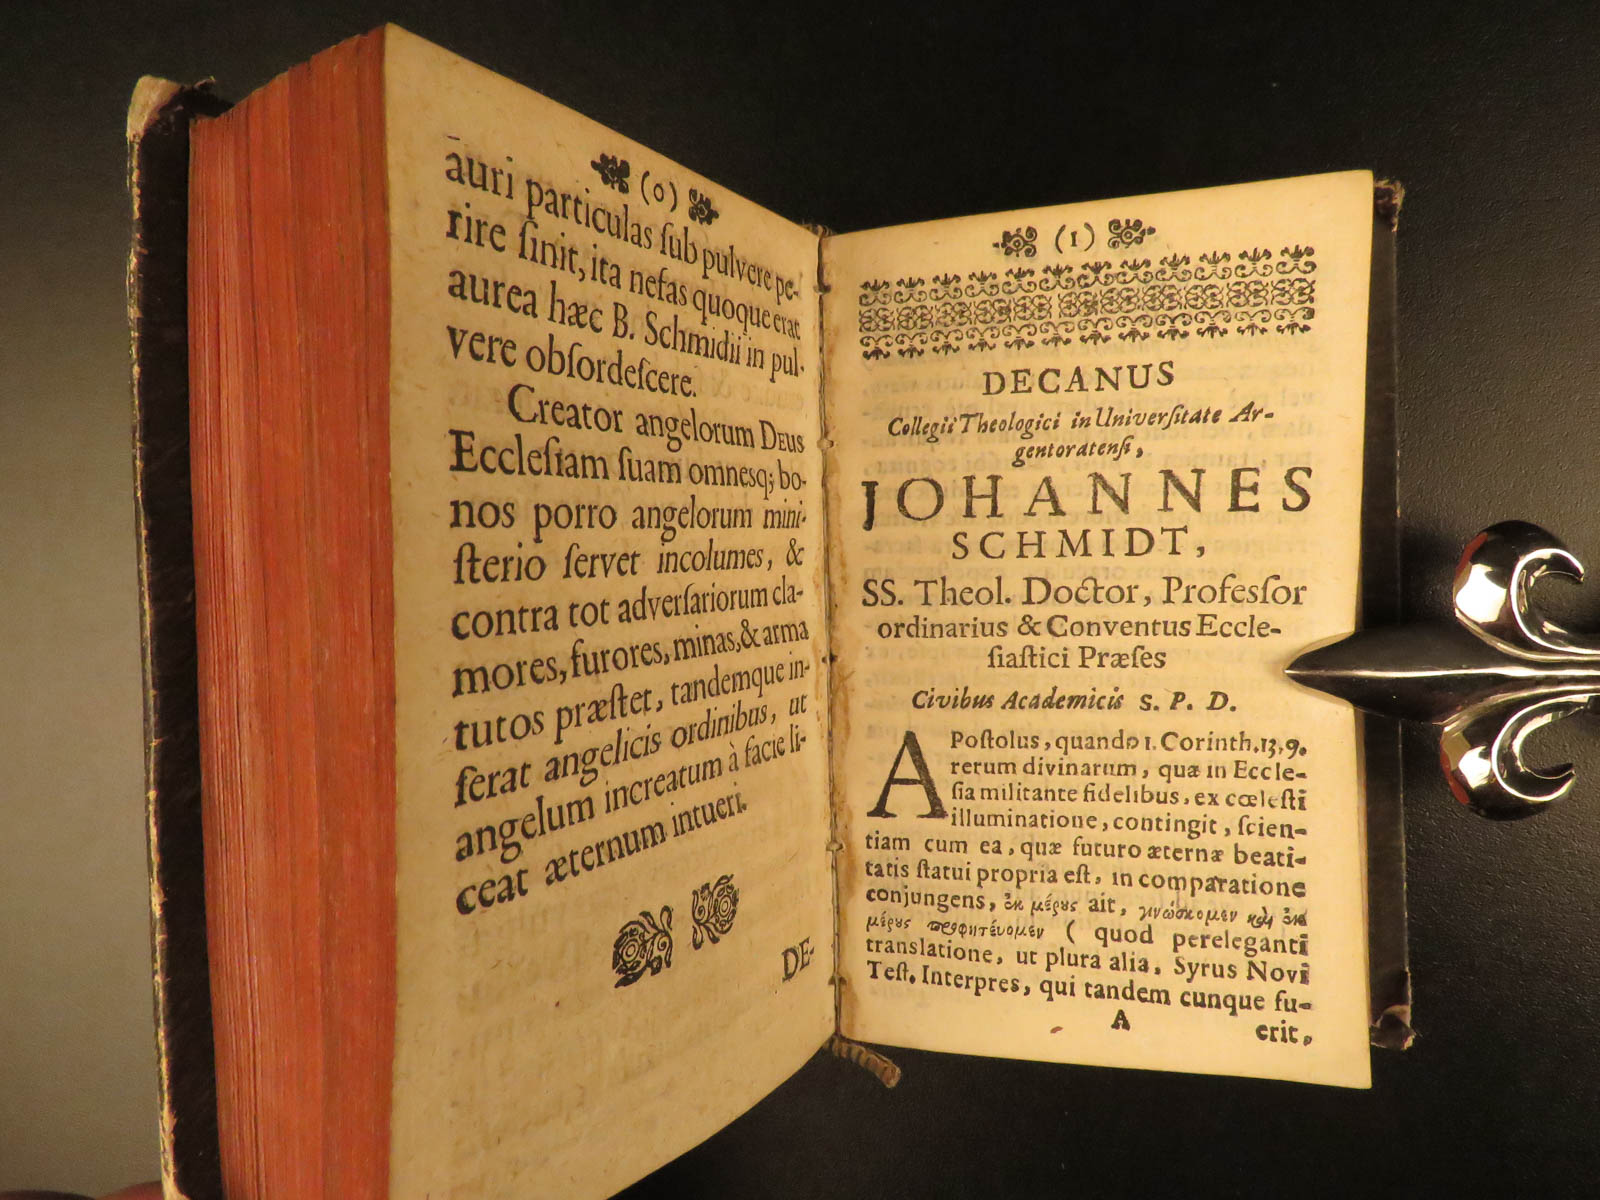 (0)
auri particulas ſub pulvere pe-
rire ſinit, ita nefas quoque erat
aurea hæc B. Schmidii in pul-
vere obſordeſcere.
Creator angelorum DEUS
Eccleſiam ſuam omnesq; bo-
nos porro angelorum mini-
ſterio ſervet incolumes, &
contra tot adverſariorum cla-
mores, furores, minas, & arma
tutos præſtet, tandemque in-
ferat angelicis ordinibus, ut
angelum increatum à facie li-
ceat æternum intueri.
DE-
(1)
DECANUS
Collegii Theologici in Univerſitate Ar-
gentoratenſi,
JOHANNES
SCHMIDT,
SS. Theol. Doctor, Profeſſor
ordinarius & Conventus Eccle-
ſiaſtici Præſes
Civibus Academicis S. P. D.
APoſtolus, quando 1. Corinth. 13, 9.
rerum divinarum, quæ in Eccle-
ſia militante fidelibus, ex cœleſti
illuminatione, contingit, ſcien-
tiam cum ea, quæ futuro æternæ beati-
tatis ſtatui propria eſt, in comparatione
conjungens, ἐκ μέρους ait, γινώσκομεν καὶ ἐκ
μέρους προφητέυομεν ( quod pereleganti
translatione, ut plura alia, Syrus Novi
Teſt. Interpres, qui tandem cunque fu-
A
erit,